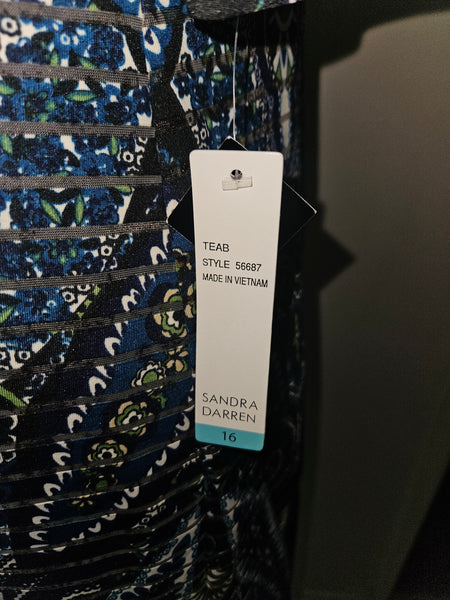 TEAB
STYLE 56687
MADE IN VIETNAM
SANDRA
DARREN
16